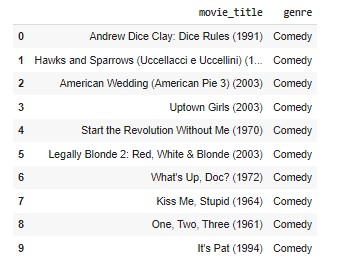 movie_title genre
0 Andrew Dice Clay: Dice Rules (1991) Comedy
1 Hawks and Sparrows (Uccellacci e Uccellini) (1... Comedy
2 American Wedding (American Pie 3) (2003) Comedy
3 Uptown Girls (2003) Comedy
4 Start the Revolution Without Me (1970) Comedy
5 Legally Blonde 2: Red, White & Blonde (2003) Comedy
6 What's Up, Doc? (1972) Comedy
7 Kiss Me, Stupid (1964) Comedy
8 One, Two, Three (1961) Comedy
9 It's Pat (1994) Comedy